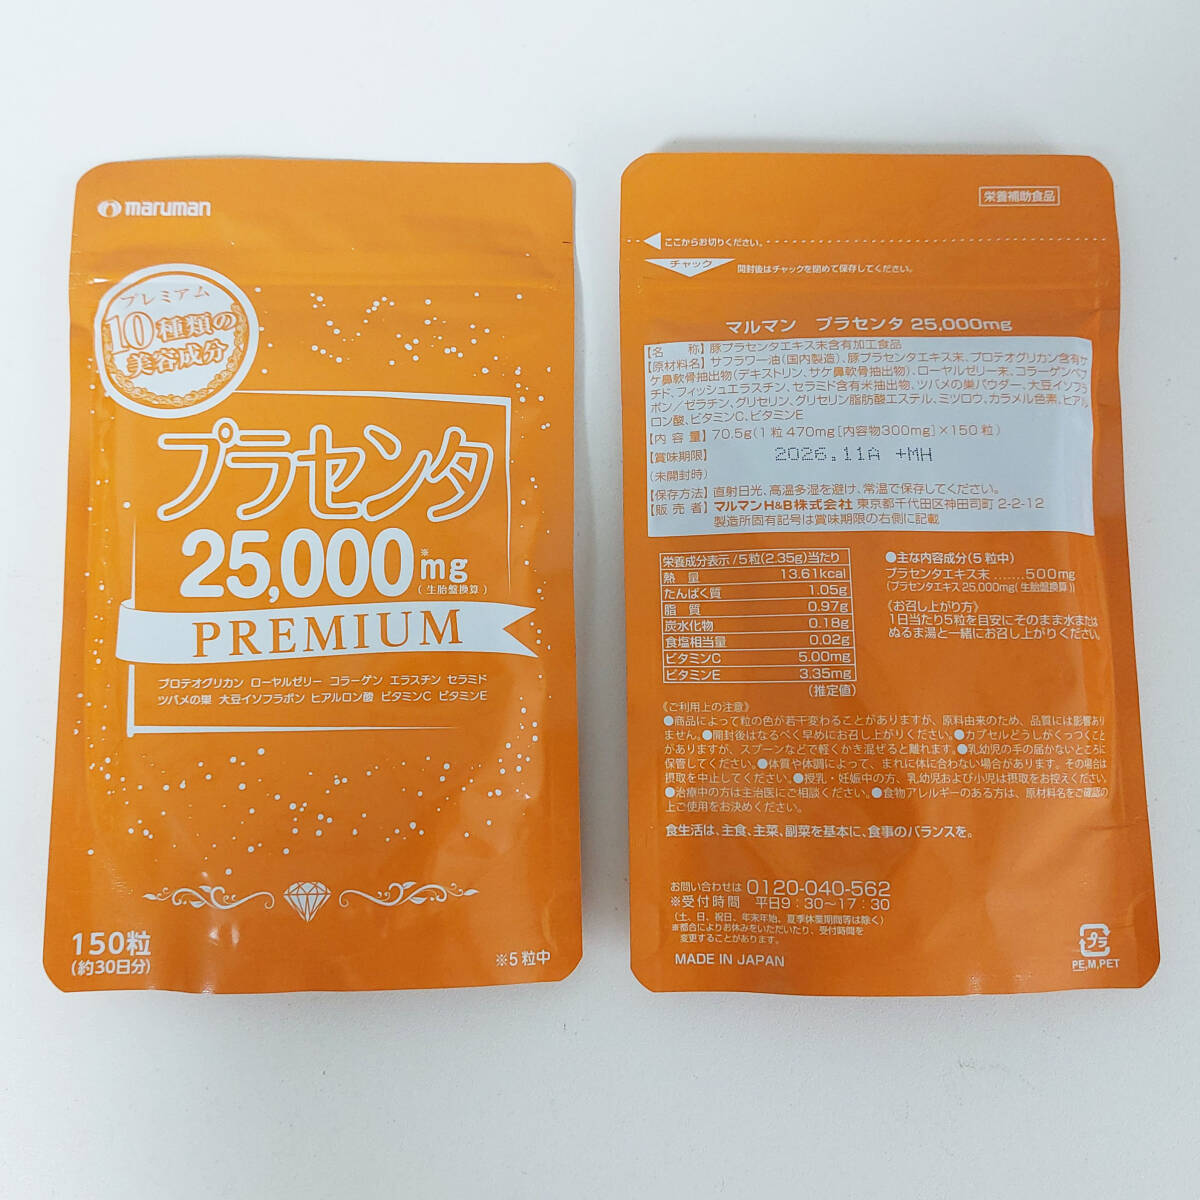 maruman
プレミアム
10種類の
美容成分
プラセンタ
25,000mg
※
(生胎盤換算)
PREMIUM
プロテオグリカン ローヤルゼリー コラーゲン エラスチン セラミド
ツバメの巣 大豆イソフラボン ヒアルロン酸 ビタミンC ビタミンE
150粒
(約30日分)
※5粒中
栄養補助食品
ここからお切りください。
チャック
開封後はチャックを閉めて保存してください。
マルマン プラセンタ 25,000mg
【名 称】豚プラセンタエキス末含有加工食品
【原材料名】サフラワー油(国内製造)、豚プラセンタエキス末、プロテオグリカン含有サ
ケ鼻軟骨抽出物(デキストリン、サケ鼻軟骨抽出物)、ローヤルゼリー末、コラーゲンペプ
チド、フィッシュエラスチン、セラミド含有米抽出物、ツバメの巣パウダー、大豆イソフラ
ボン/ゼラチン、グリセリン、グリセリン脂肪酸エステル、ミツロウ、カラメル色素、ヒアル
ロン酸、ビタミンC、ビタミンE
【内 容 量】70.5g(1粒 470mg[内容物300mg]×150粒)
【賞味期限】 2026.11A +MH
(未開封時)
【保存方法】直射日光、高温多湿を避け、常温で保存してください。
【販 売 者】マルマンH&B株式会社 東京都千代田区神田司町2-2-12
製造所固有記号は賞味期限の右側に記載
栄養成分表示/5粒(2.35g)当たり
熱 量 13.61kcal
たんぱく質 1.05g
脂 質 0.97g
炭水化物 0.18g
食塩相当量 0.02g
ビタミンC 5.00mg
ビタミンE 3.35mg
(推定値)
●主な内容成分(5粒中)
プラセンタエキス末.......500mg
(プラセンタエキス 25,000mg(生胎盤換算))
《お召し上がり方》
1日当たり5粒を目安にそのまま水または
ぬるま湯と一緒にお召し上がりください。
《ご利用上の注意》
●商品によって粒の色が若干変わることがありますが、原料由来のため、品質には影響あり
ません。●開封後はなるべく早めにお召し上がりください。●カプセルどうしがくっつくこと
がありますが、スプーンなどで軽くかき混ぜると離れます。●乳幼児の手の届かないところに
保管してください。●体質や体調によって、まれに体に合わない場合があります。その場合は
摂取を中止してください。●授乳・妊娠中の方、乳幼児および小児は摂取をお控えください。
●治療中の方は主治医にご相談ください。●食物アレルギーのある方は、原材料名をご確認の
上ご使用をお決めください。
食生活は、主食、主菜、副菜を基本に、食事のバランスを。
お問い合わせは 0120-040-562
※受付時間 平日9:30〜17:30
(土、日、祝日、年末年始、夏季休業期間等は除く)
※都合によりお休みをいただいたり、受付時間を
変更することがあります。
MADE IN JAPAN
プラ
PE,M,PET